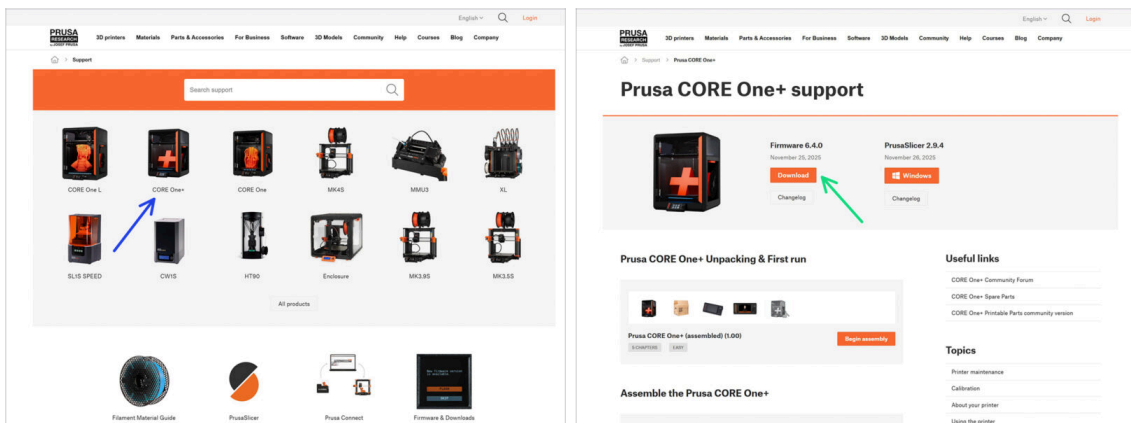 English
Login
PRUSA
RESEARCH
by JOSEF PRUSA
3D printers Materials Parts & Accessories For Business Software 3D Models Community Help Courses Blog Company
Support
Search support
CORE One L CORE One+ CORE One MK4S MMU3 XL
SL1S SPEED CW1S HT90 Enclosure MK3.9S MK3.5S
All products
Filament Material Guide PrusaSlicer Prusa Connect Firmware & Downloads
English
Login
PRUSA
RESEARCH
by JOSEF PRUSA
3D printers Materials Parts & Accessories For Business Software 3D Models Community Help Courses Blog Company
Support Prusa CORE One+
Prusa CORE One+ support
Firmware 6.4.0
November 25, 2025
Download
Changelog
PrusaSlicer 2.9.4
November 26, 2025
Windows
Changelog
Prusa CORE One+ Unpacking & First run
Prusa CORE One+ (assembled) (1.00)
3 CHAPTERS EASY
Begin assembly
Assemble the Prusa CORE One+
Useful links
CORE One+ Community Forum
CORE One+ Spare Parts
CORE One+ Printable Parts community version
Topics
Printer maintenance
Calibration
About your printer
Using the printer